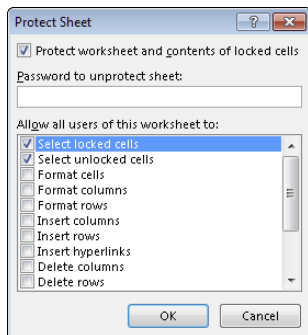 Protect Sheet
Protect worksheet and contents of locked cells
Password to unprotect sheet:
Allow all users of this worksheet to:
Select locked cells
Select unlocked cells
Format cells
Format columns
Format rows
Insert columns
Insert rows
Insert hyperlinks
Delete columns
Delete rows
OK Cancel